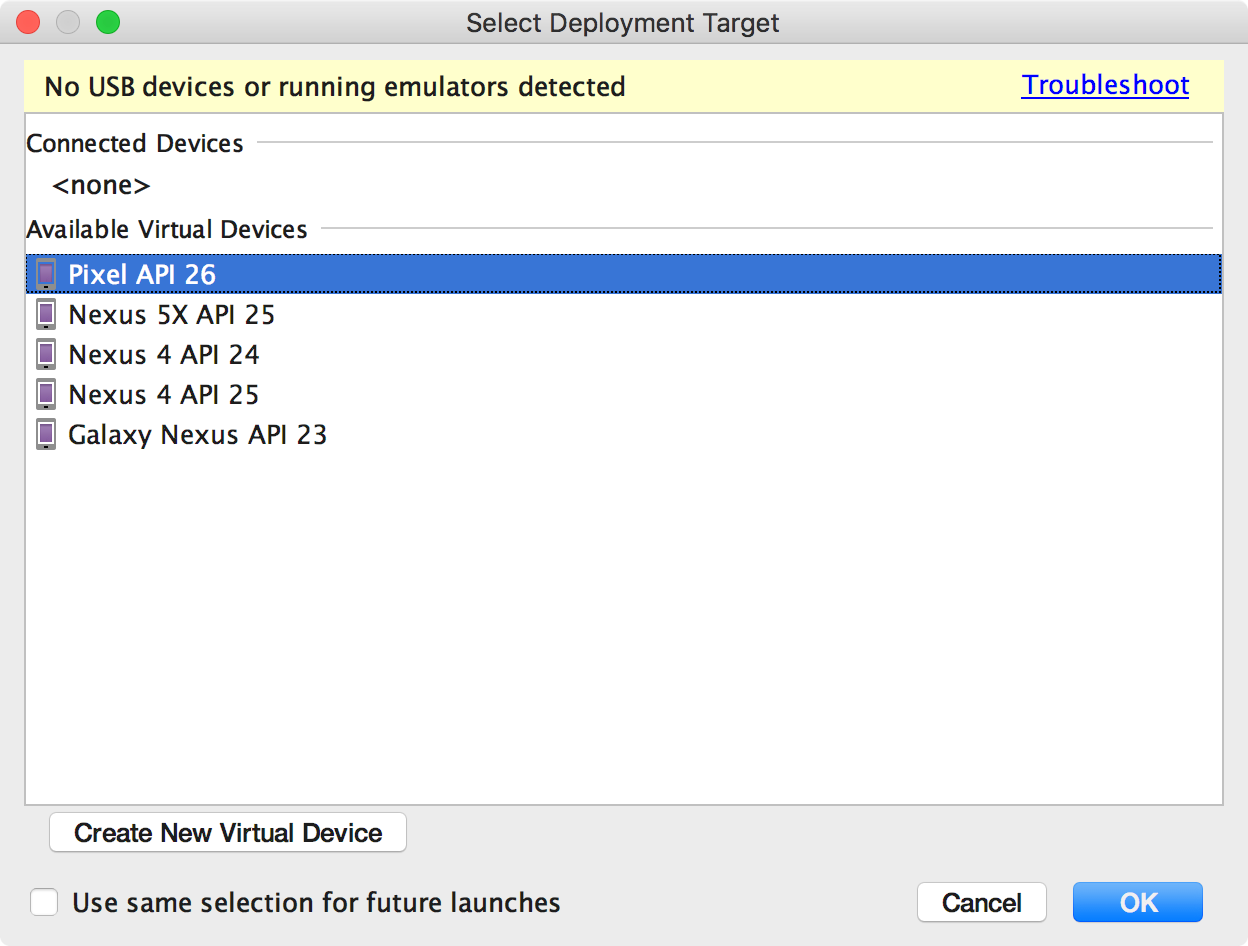 Select Deployment Target
No USB devices or running emulators detected Troubleshoot
Connected Devices
<none>
Available Virtual Devices
Pixel API 26
Nexus 5X API 25
Nexus 4 API 24
Nexus 4 API 25
Galaxy Nexus API 23
Create New Virtual Device
Use same selection for future launches Cancel OK